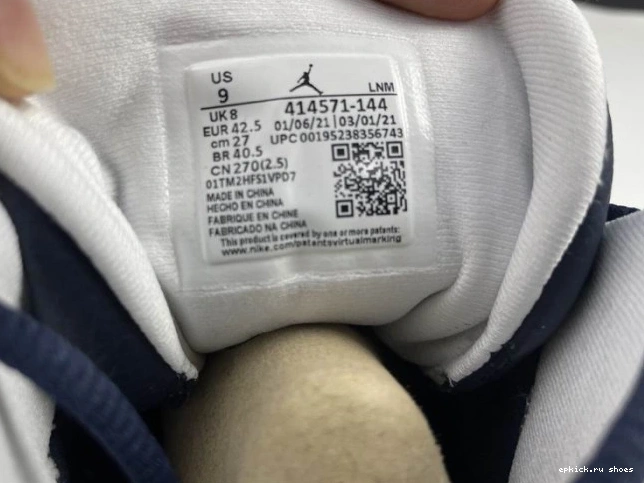 US
9
LNM
UK 8
414571-144
EUR 42.5
01/06/21 | 03/01/21
cm 27
UPC 00195238356743
BR 40.5
CN 270(2.5)
01TM2HFS1VPD7
MADE IN CHINA
HECHO EN CHINA
FABRIQUE EN CHINE
FABRICADO NA CHINA
This product is covered by one or more patents:
www.nike.com/patentsvirtualmarking
epkick.ru shoes